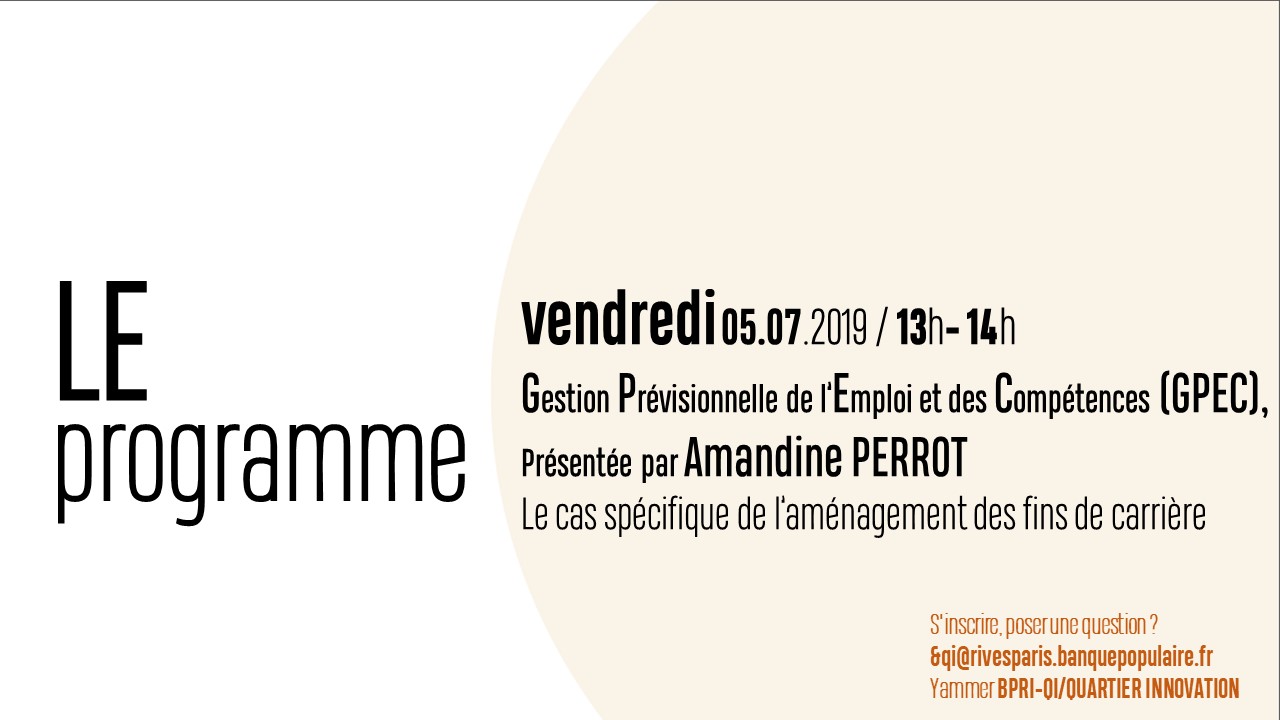 LE
programme
vendredi 05.07.2019 / 13h- 14h
Gestion Prévisionnelle de l'Emploi et des Compétences (GPEC),
Présentée par Amandine PERROT
Le cas spécifique de l'aménagement des fins de carrière
S'inscrire, poser une question ?
&qi@rivesparis.banquepopulaire.fr
Yammer BPRI-QI/QUARTIER INNOVATION